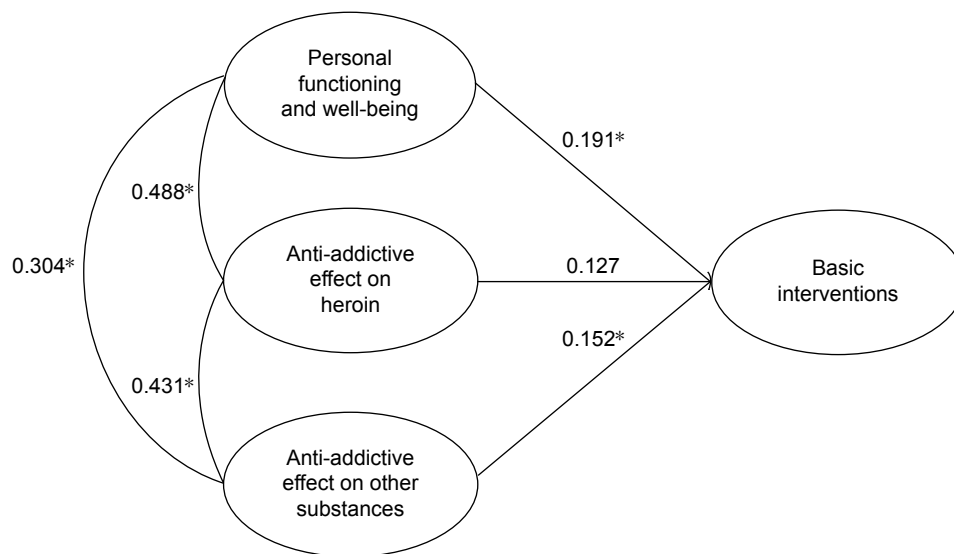 Personal
functioning
and well-being
0.191*
0.488*
0.304*
Anti-addictive
effect on
heroin
0.127
Basic
interventions
0.152*
0.431*
Anti-addictive
effect on other
substances